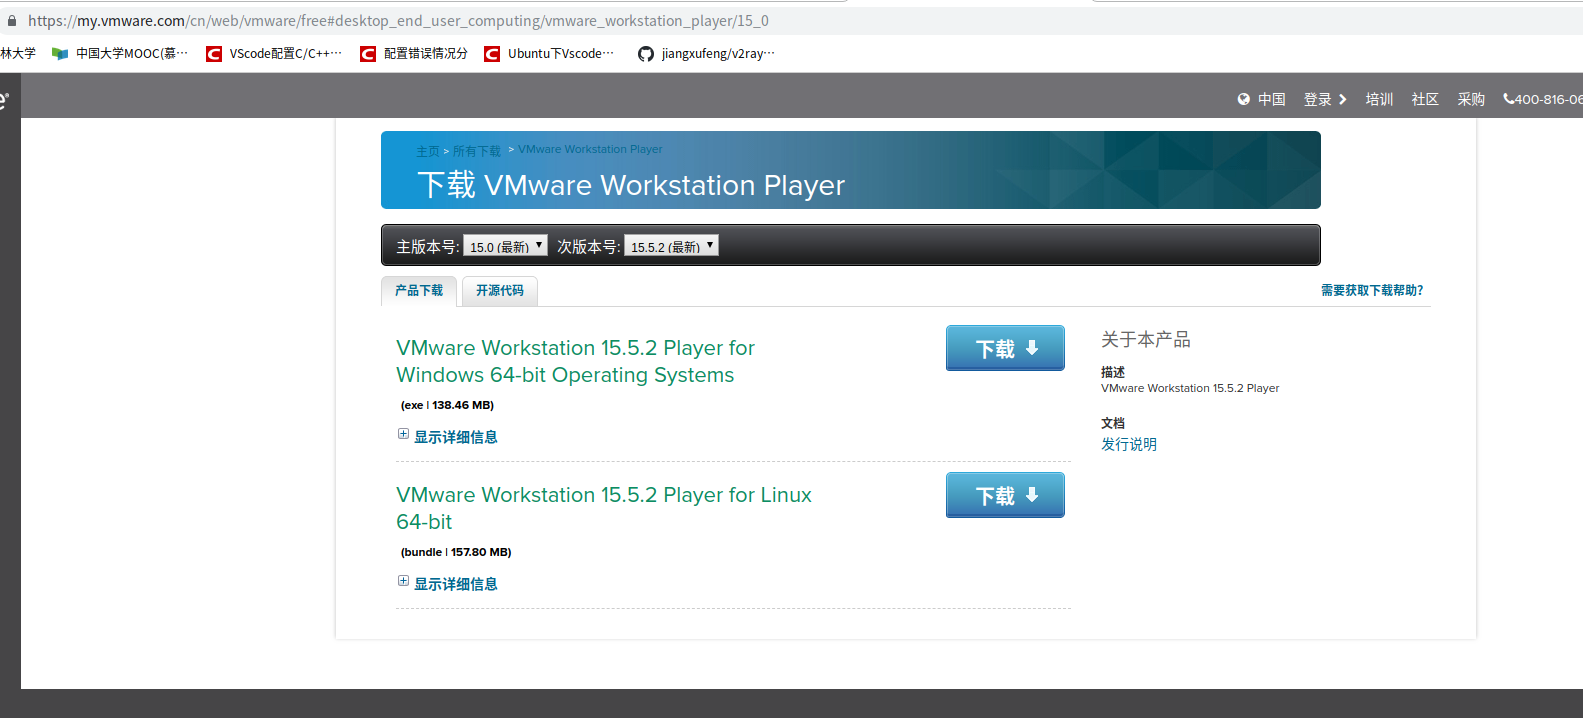 https://my.vmware.com/cn/web/vmware/free#desktop_end_user_computing/vmware_workstation_player/15_0
林大学 中国大学MOOC(慕… VScode配置C/C++… 配置错误情况分 Ubuntu下Vscode… jiangxufeng/v2ray…
中国 登录 培训 社区 采购 400-816-06
主页 > 所有下载 > VMware Workstation Player
下载 VMware Workstation Player
主版本号: 15.0 (最新) 次版本号: 15.5.2 (最新)
产品下载 开源代码 需要获取下载帮助?
VMware Workstation 15.5.2 Player for
Windows 64-bit Operating Systems
(exe | 138.46 MB)
显示详细信息
下载
VMware Workstation 15.5.2 Player for Linux
64-bit
(bundle | 157.80 MB)
显示详细信息
下载
关于本产品
描述
VMware Workstation 15.5.2 Player
文档
发行说明